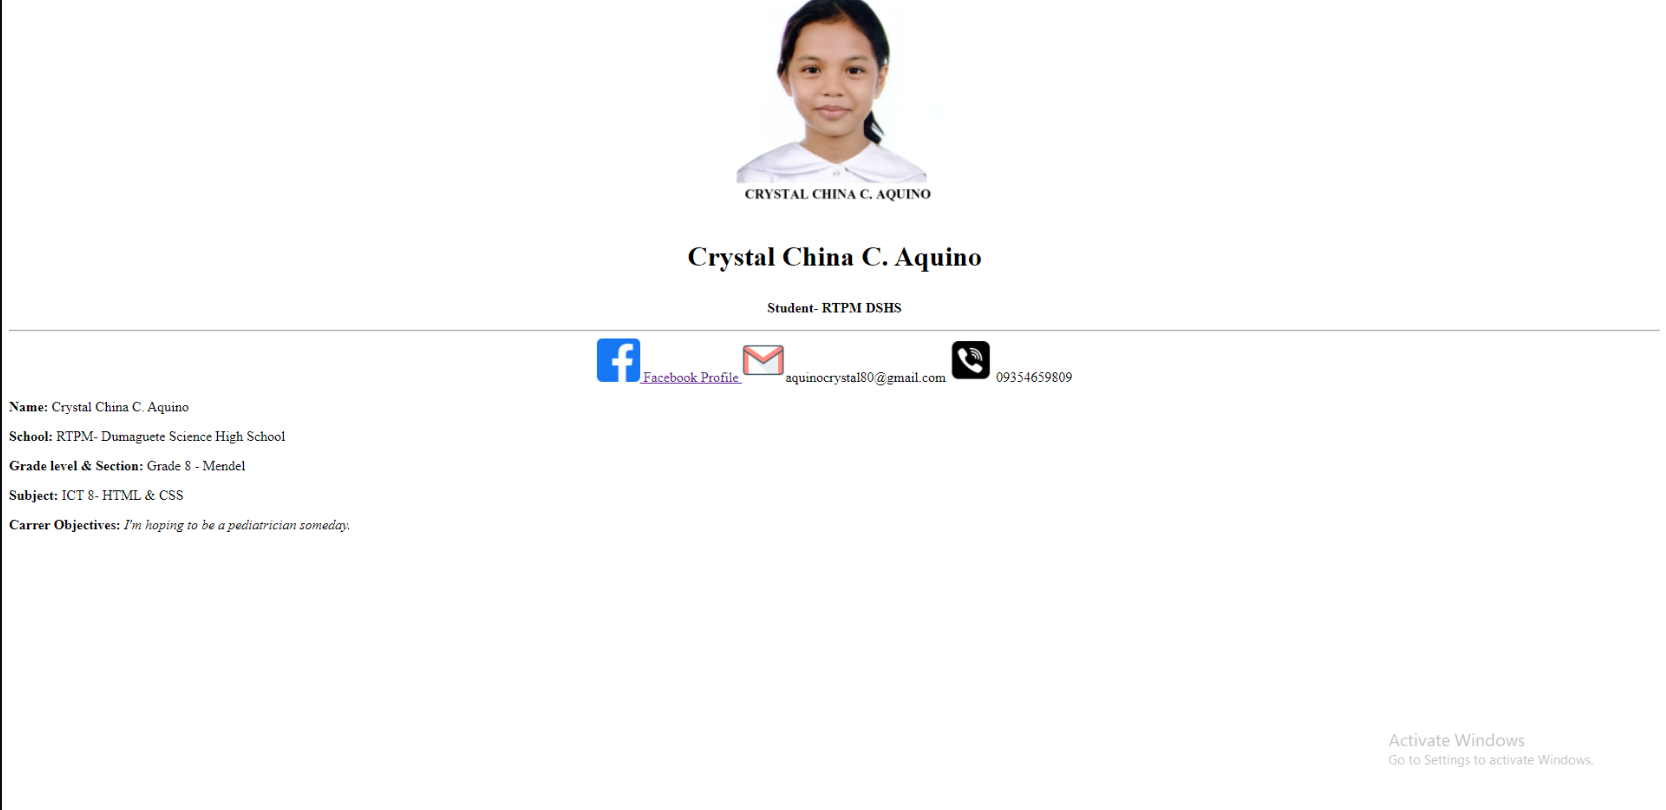 CRYSTAL CHINA C. AQUINO
Crystal China C. Aquino
Student- RTPM DSHS
Facebook Profile aquinocrystal80@gmail.com 09354659809
Name: Crystal China C. Aquino
School: RTPM- Dumaguete Science High School
Grade level & Section: Grade 8 - Mendel
Subject: ICT 8- HTML & CSS
Carrer Objectives: I'm hoping to be a pediatrician someday.
Activate Windows
Go to Settings to activate Windows.